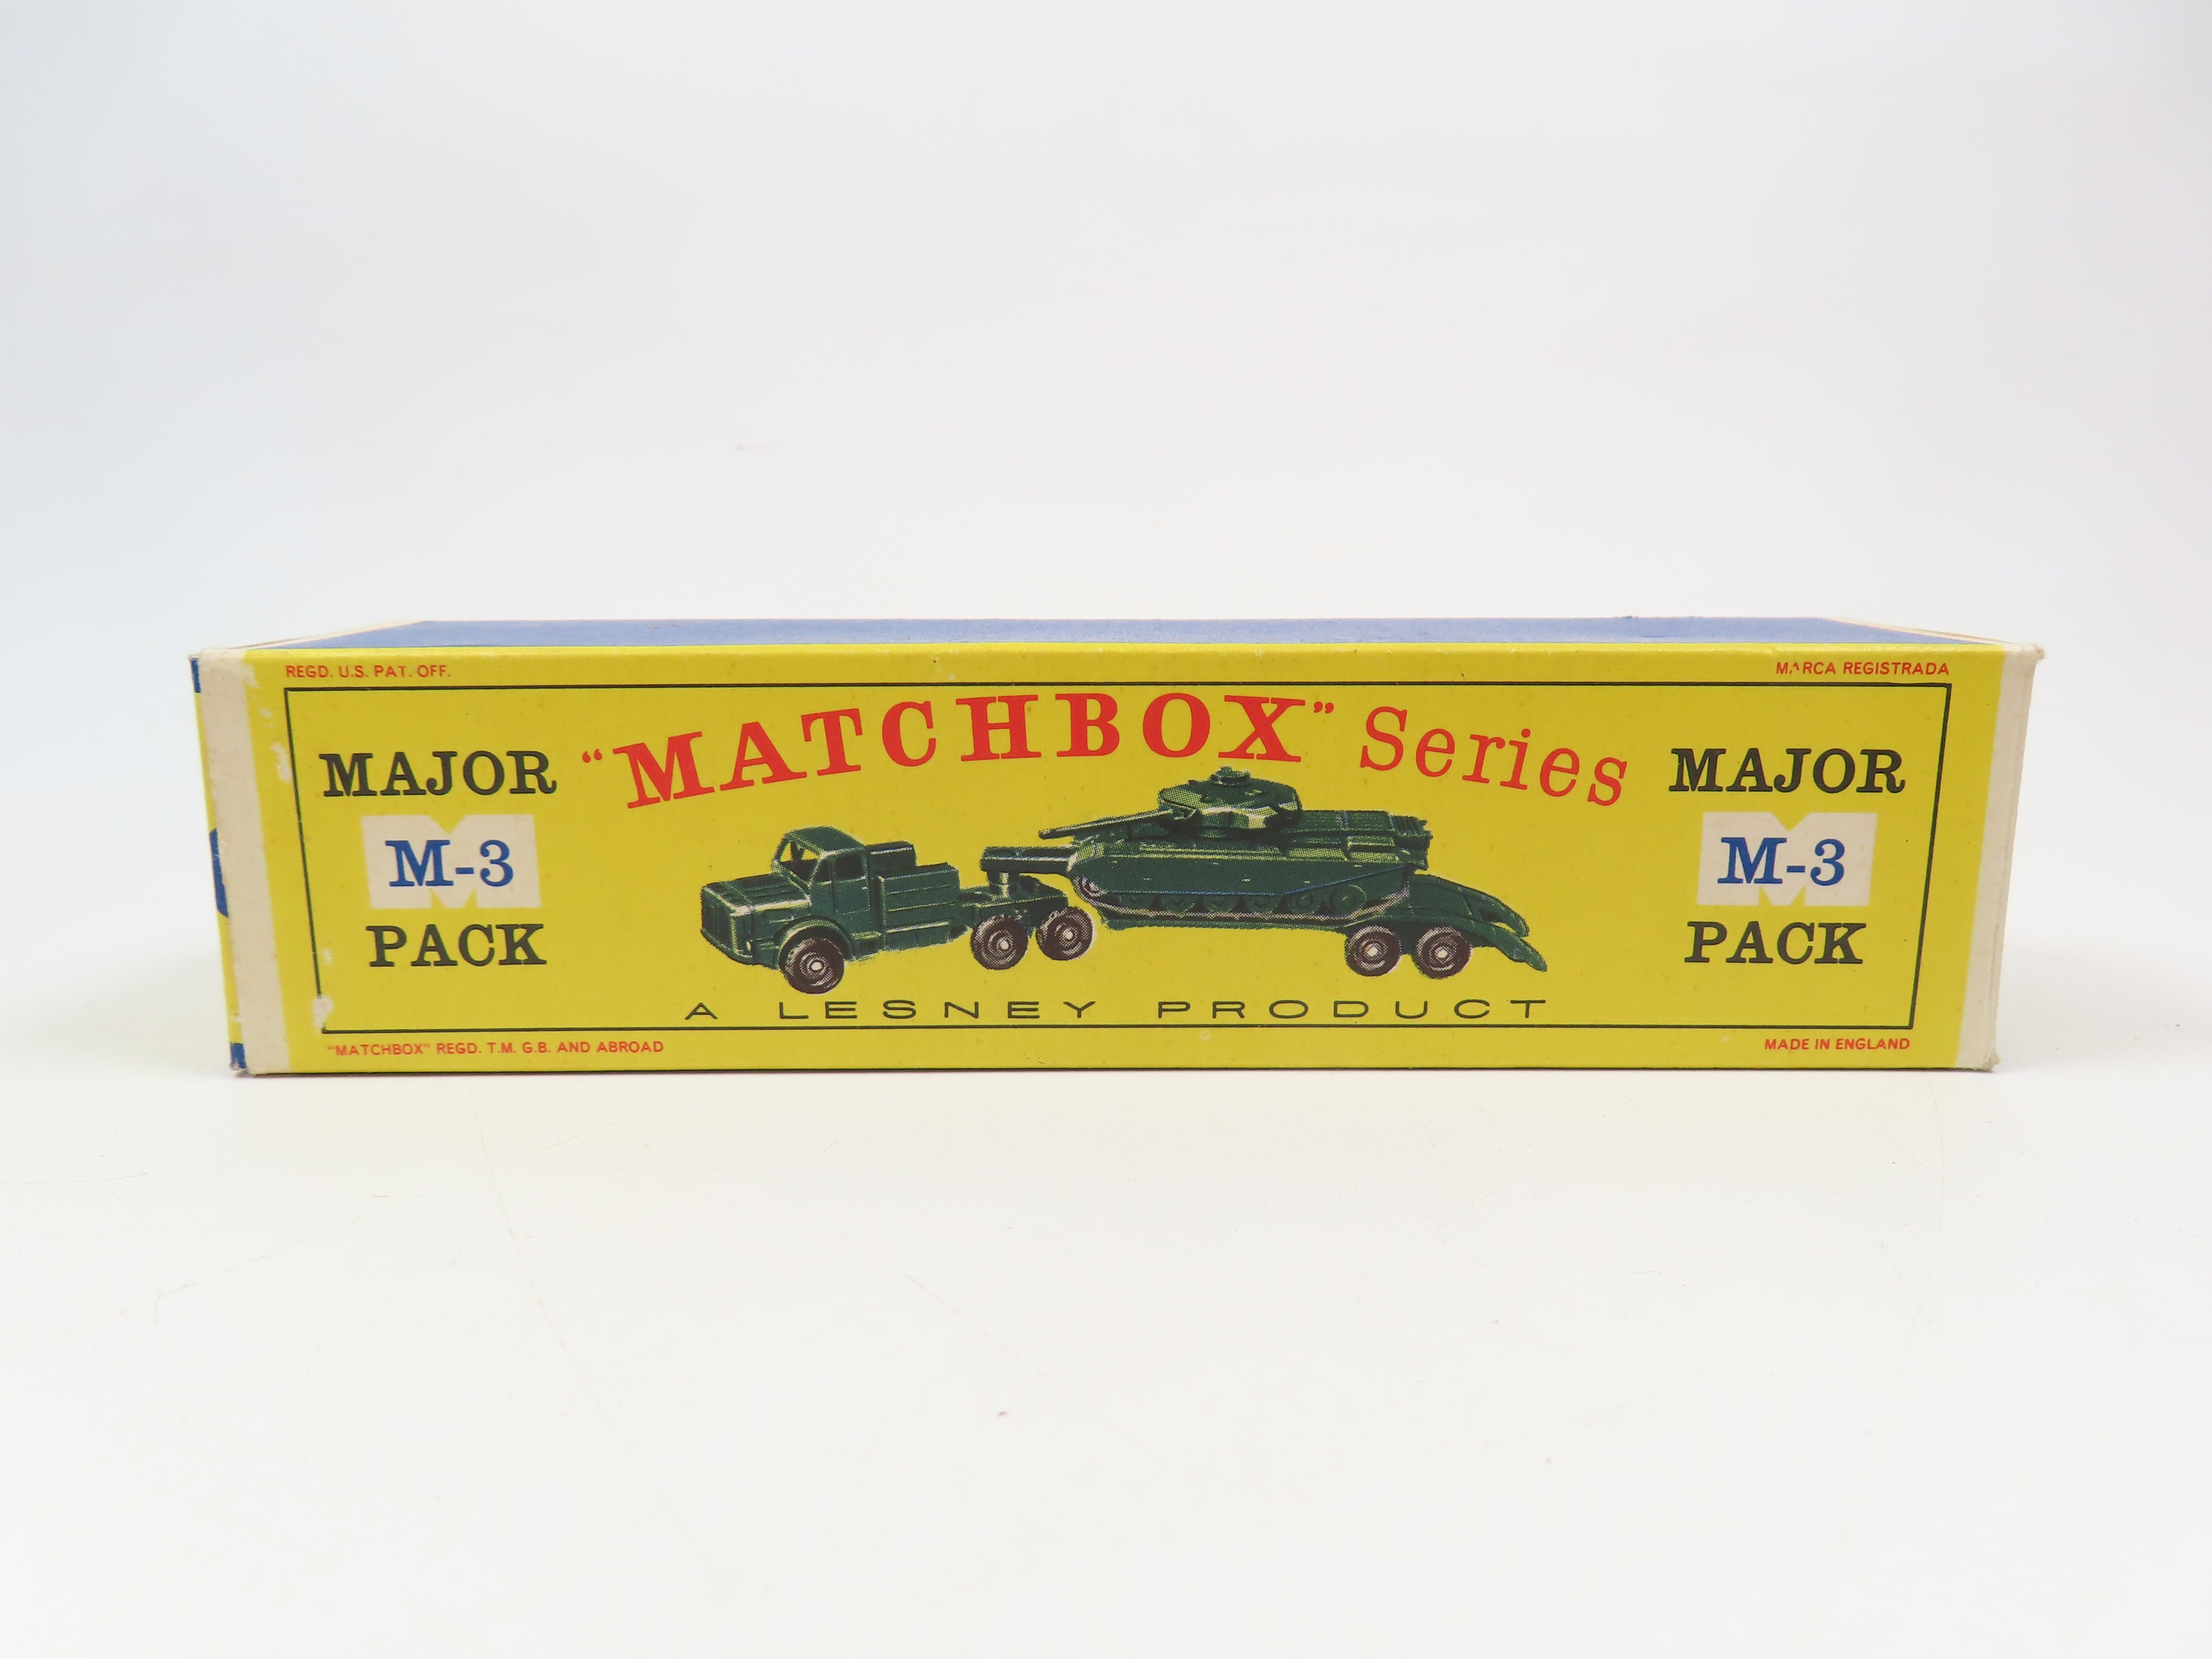 REGD. U.S. PAT. OFF.
MARCA REGISTRADA
"MATCHBOX" Series
MAJOR
M-3
PACK
MAJOR
M-3
PACK
A LESNEY PRODUCT
"MATCHBOX" REGD. T.M. G.B. AND ABROAD
MADE IN ENGLAND